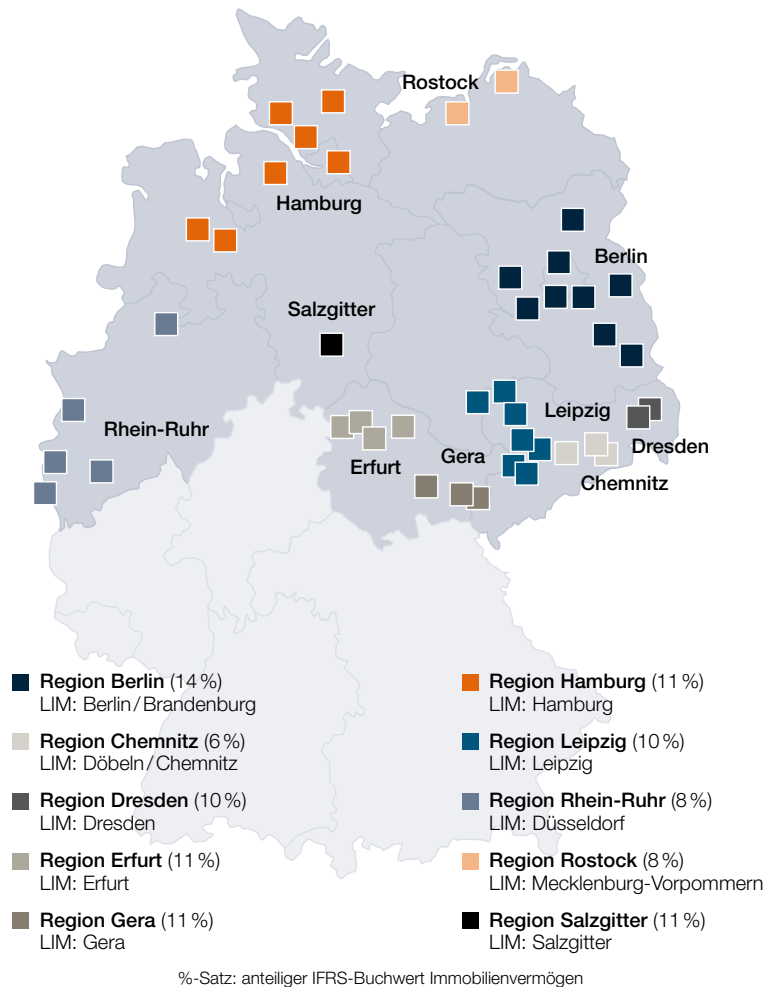 Rostock
Hamburg
Berlin
Salzgitter
Rhein-Ruhr
Leipzig
Dresden
Erfurt
Gera
Chemnitz
Region Berlin (14 %)
LIM: Berlin/Brandenburg
Region Chemnitz (6 %)
LIM: Döbeln/Chemnitz
Region Dresden (10 %)
LIM: Dresden
Region Erfurt (11 %)
LIM: Erfurt
Region Gera (11 %)
LIM: Gera
Region Hamburg (11 %)
LIM: Hamburg
Region Leipzig (10 %)
LIM: Leipzig
Region Rhein-Ruhr (8 %)
LIM: Düsseldorf
Region Rostock (8 %)
LIM: Mecklenburg-Vorpommern
Region Salzgitter (11 %)
LIM: Salzgitter
%-Satz: anteiliger IFRS-Buchwert Immobilienvermögen